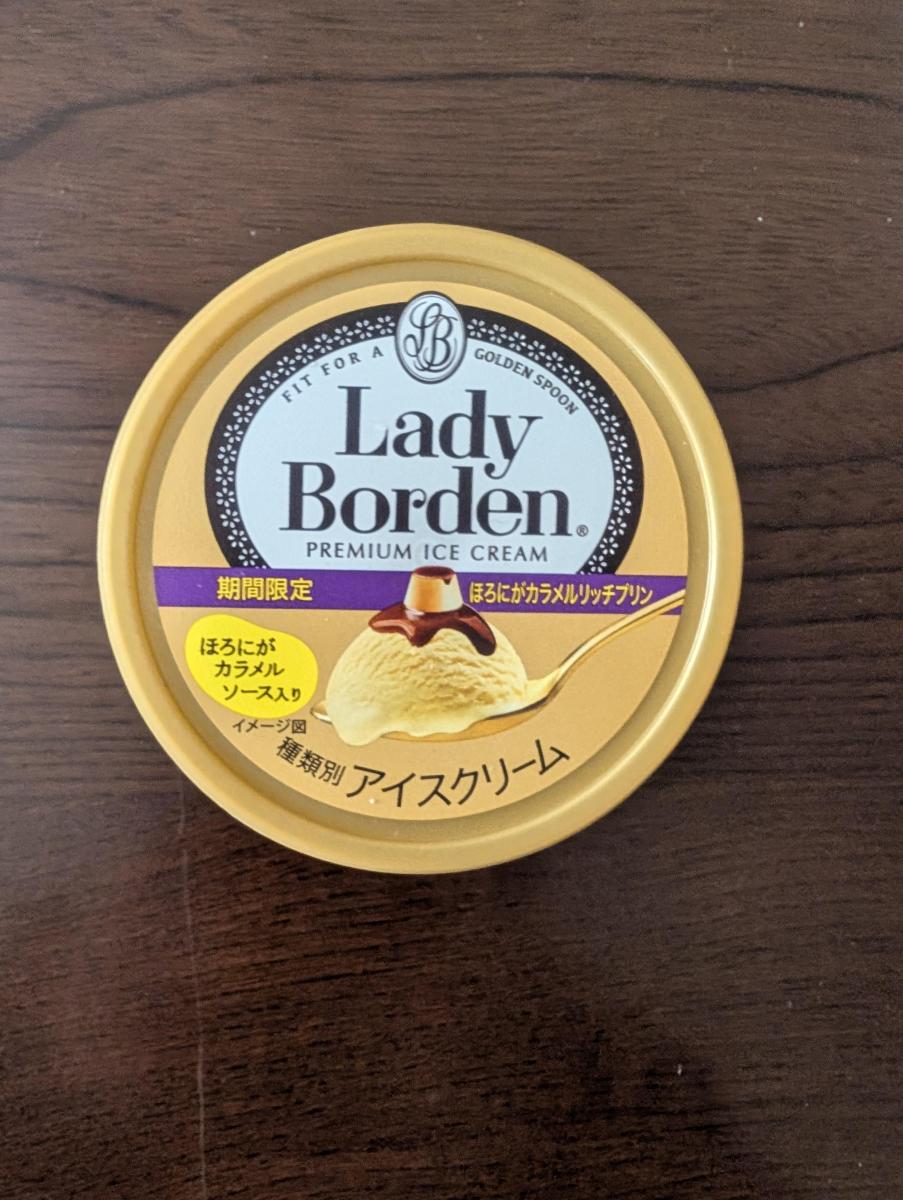 LB
FIT FOR A GOLDEN SPOON
Lady
Borden®
PREMIUM ICE CREAM
期間限定
ほろにがカラメルリッチプリン
ほろにが
カラメル
ソース入り
イメージ図
種類別 アイスクリーム